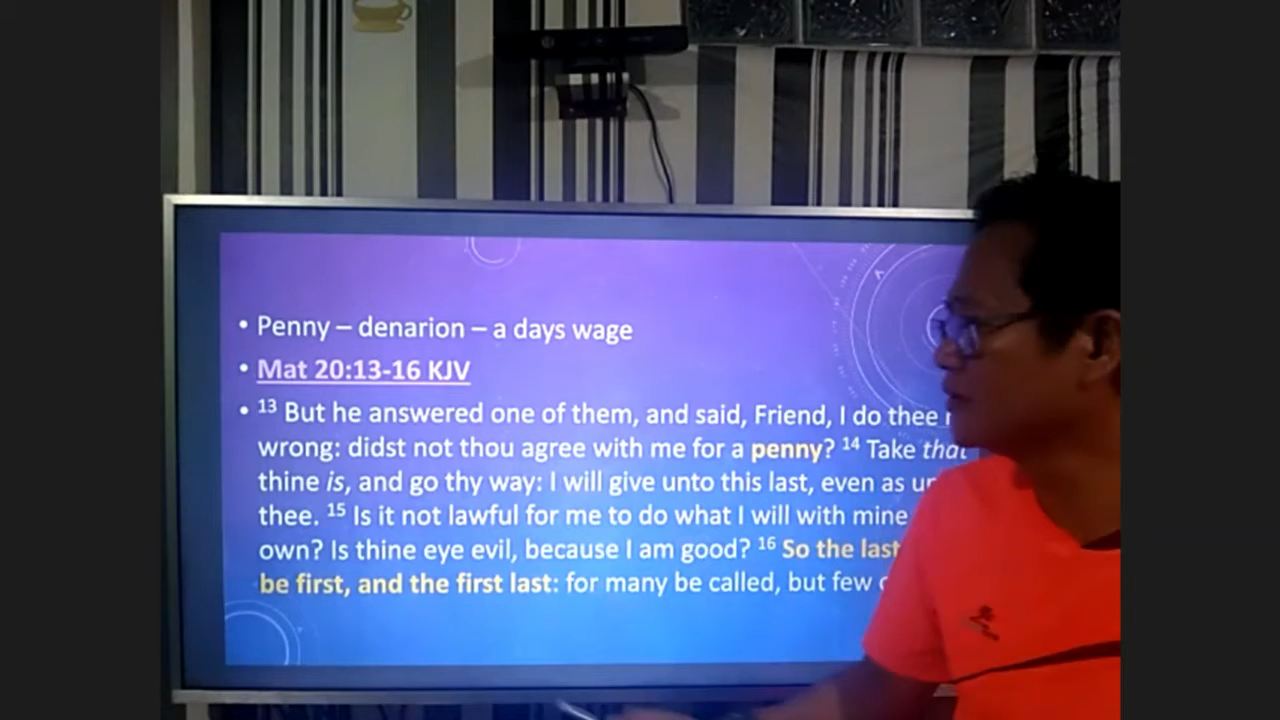 • Penny – denarion – a days wage
• Mat 20:13-16 KJV
• 13 But he answered one of them, and said, Friend, I do thee
wrong: didst not thou agree with me for a penny? 14 Take that
thine is, and go thy way: I will give unto this last, even as
thee. 15 Is it not lawful for me to do what I will with mine
own? Is thine eye evil, because I am good? 16 So the last
be first, and the first last: for many be called, but few